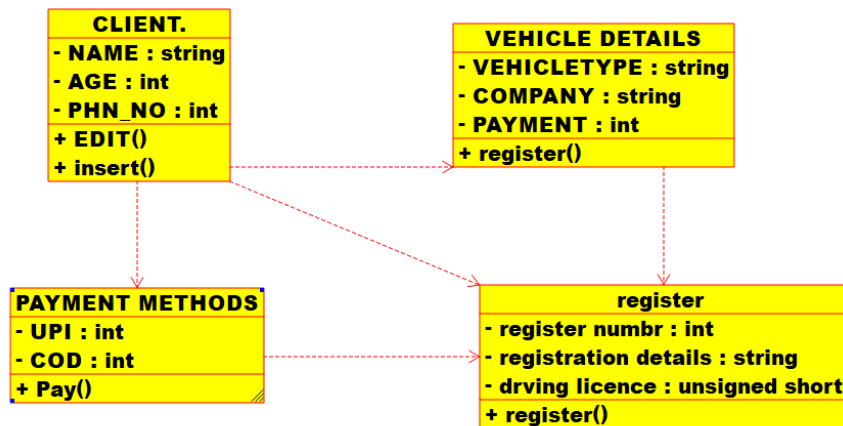 CLIENT.
- NAME : string
- AGE : int
- PHN_NO : int
+ EDIT()
+ insert()
VEHICLE DETAILS
- VEHICLETYPE : string
- COMPANY : string
- PAYMENT : int
+ register()
PAYMENT METHODS
- UPI : int
- COD : int
+ Pay()
register
- register numbr : int
- registration details : string
- drving licence : unsigned short
+ register()